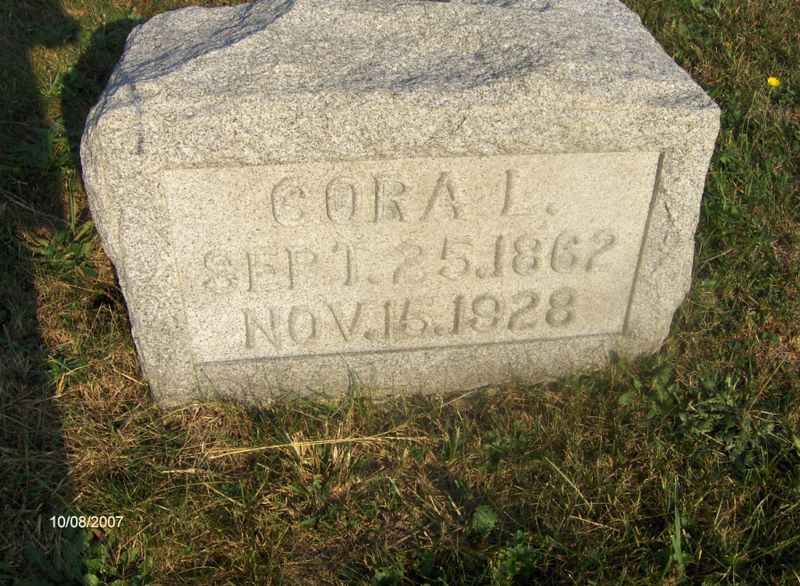 CORA L.
SEPT. 25. 1862
NOV. 15. 1928
10/08/2007